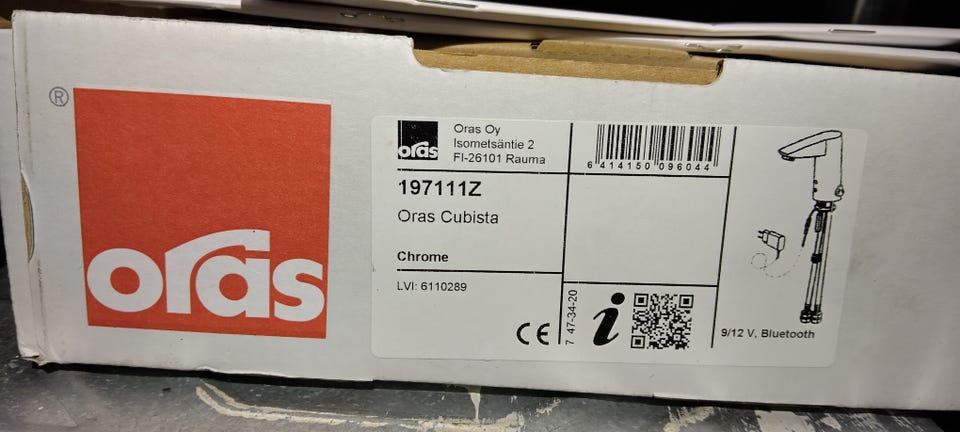 ®
oras
oras
Oras Oy
Isometsäntie 2
FI-26101 Rauma
197111Z
Oras Cubista
Chrome
LVI: 6110289
CE
6 414150 096044
7 47-34-20
i
9/12 V, Bluetooth